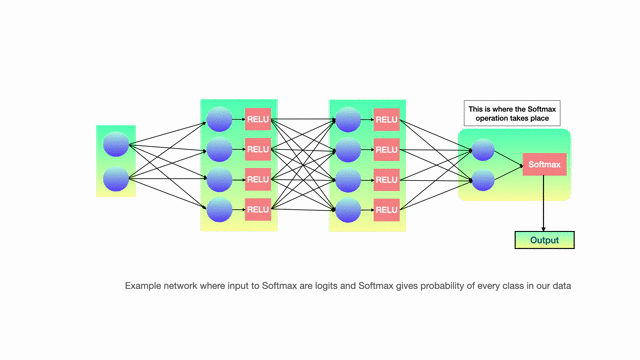 This is where the Softmax
operation takes place
RELU
RELU
RELU
RELU
RELU
RELU
RELU
RELU
Softmax
Output
Example network where input to Softmax are logits and Softmax gives probability of every class in our data